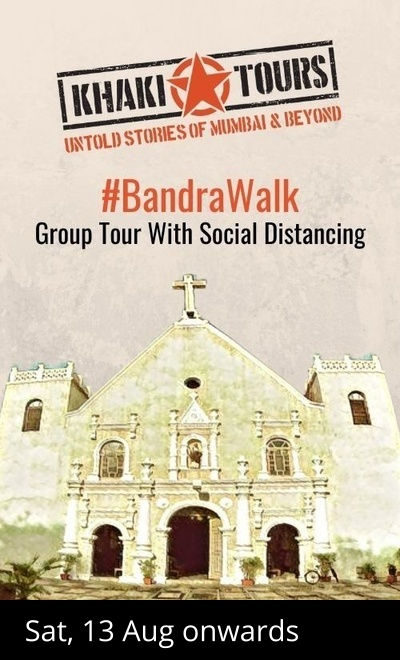 KHAKI TOURS
UNTOLD STORIES OF MUMBAI & BEYOND
#BandraWalk
Group Tour With Social Distancing
Sat, 13 Aug onwards